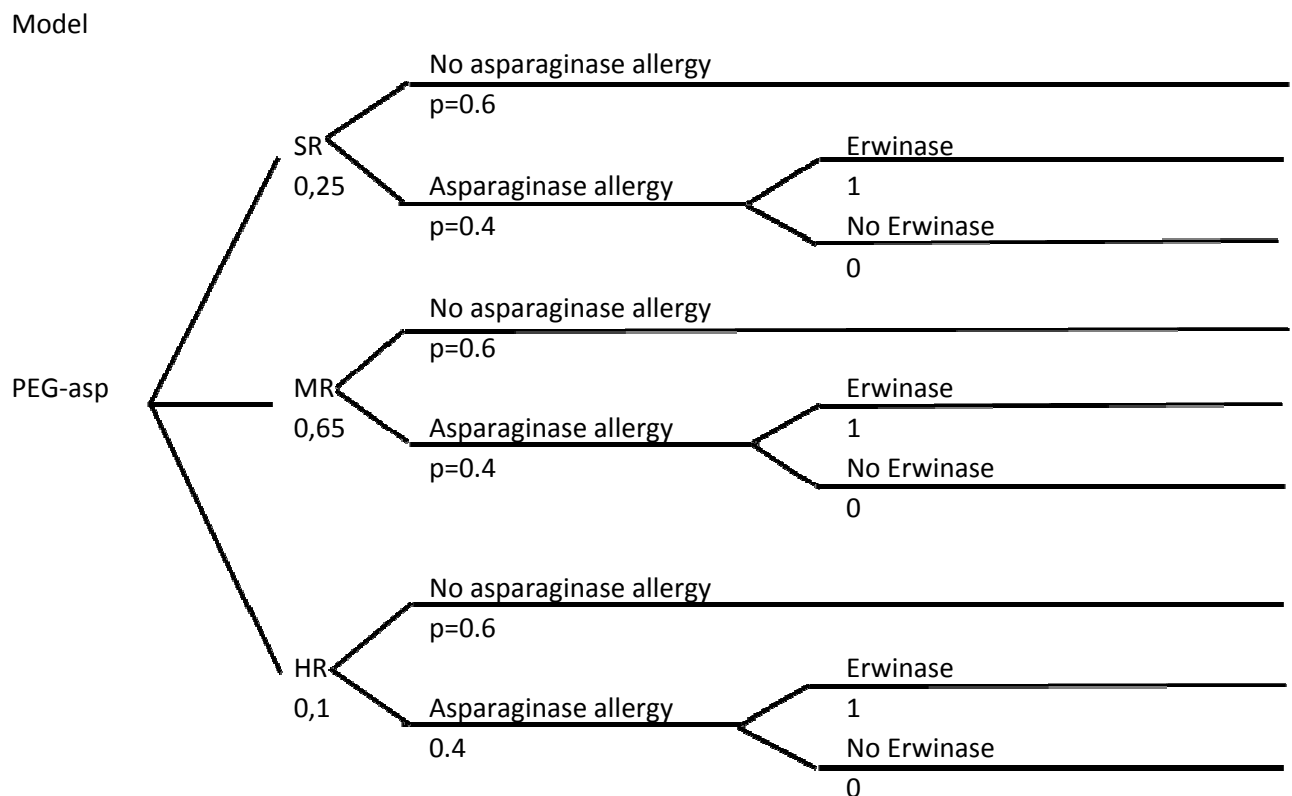 Model
No asparaginase allergy
p=0.6
SR
0,25
Erwinase
1
Asparaginase allergy
p=0.4
No Erwinase
0
No asparaginase allergy
p=0.6
PEG-asp
MR
0,65
Erwinase
1
Asparaginase allergy
p=0.4
No Erwinase
0
No asparaginase allergy
p=0.6
HR
0,1
Erwinase
1
Asparaginase allergy
0.4
No Erwinase
0